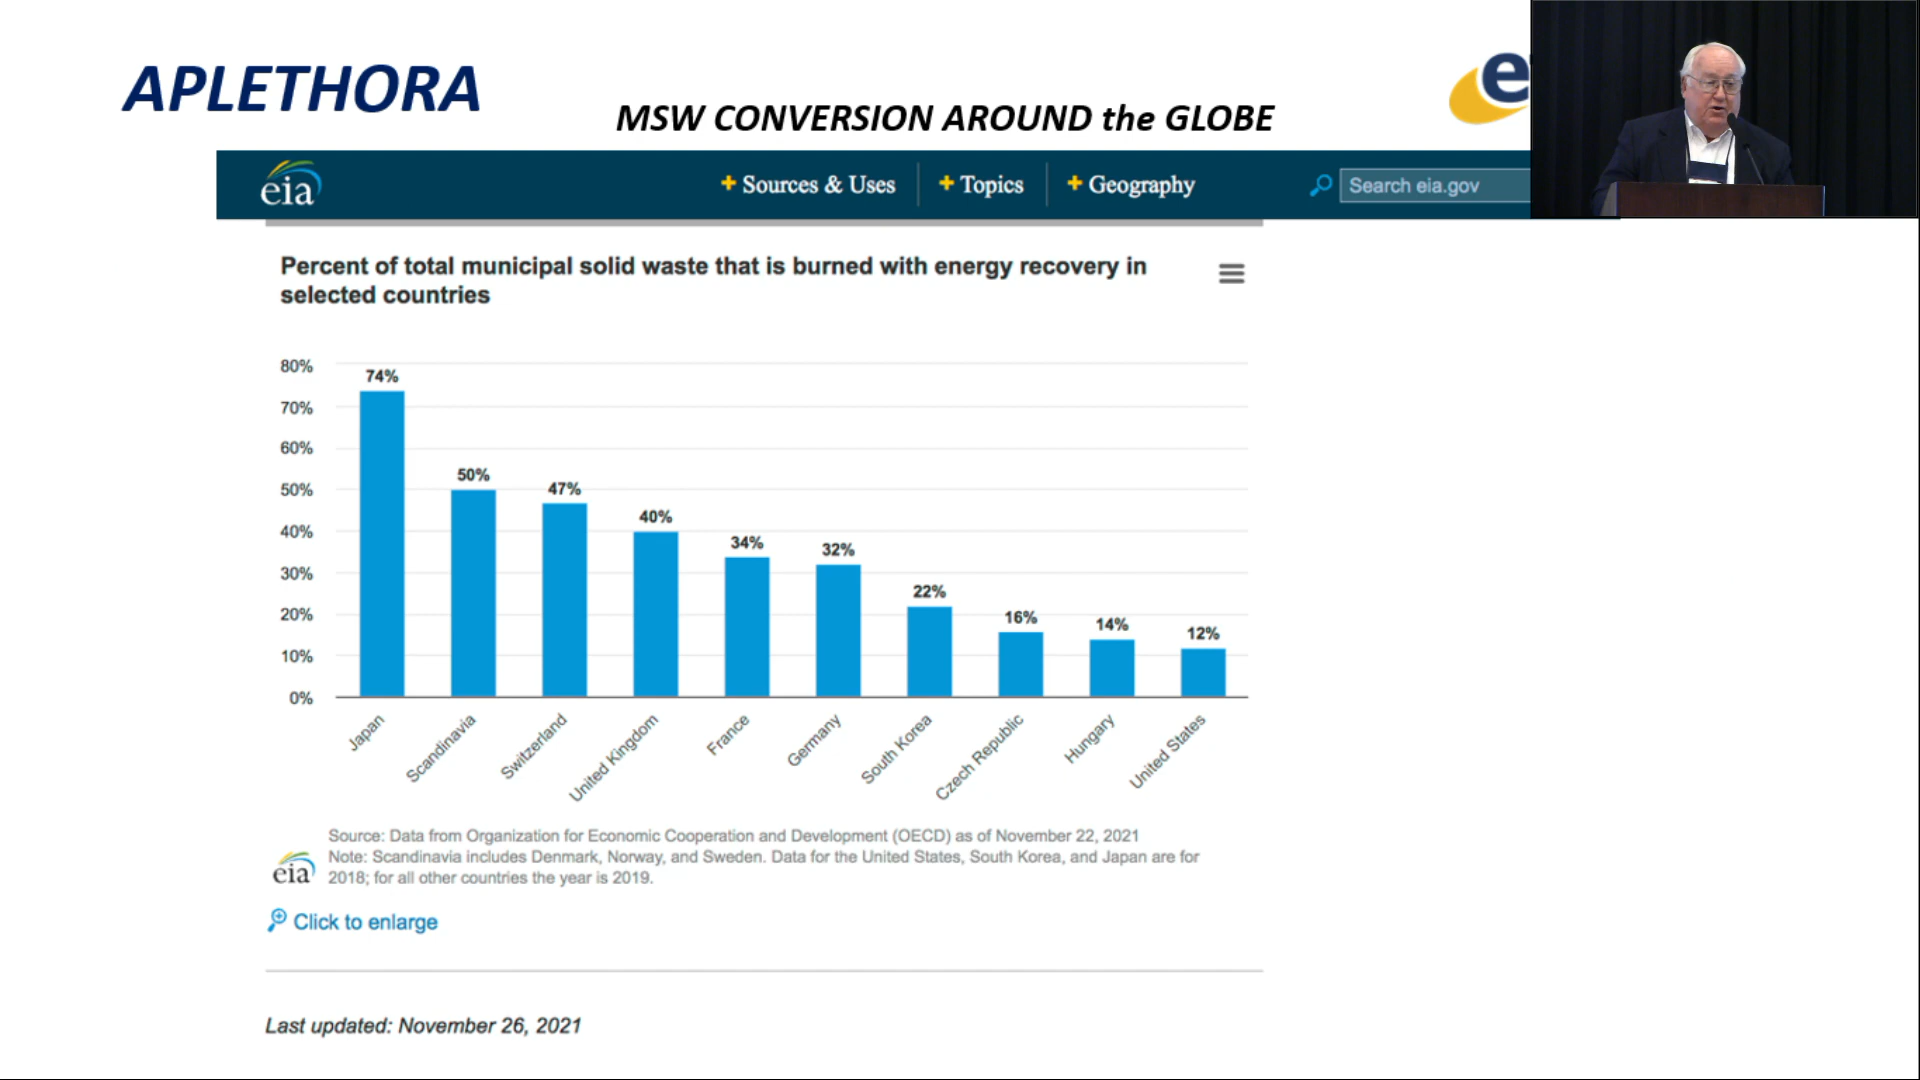 APLETHORA
MSW CONVERSION AROUND the GLOBE
e
eia
+ Sources & Uses
+ Topics
+ Geography
Search eia.gov
Percent of total municipal solid waste that is burned with energy recovery in
selected countries
80%
70%
60%
50%
40%
30%
20%
10%
0%
74%
50%
47%
40%
34%
32%
22%
16%
14%
12%
Japan
Scandinavia
Switzerland
United Kingdom
France
Germany
South Korea
Czech Republic
Hungary
United States
Source: Data from Organization for Economic Cooperation and Development (OECD) as of November 22, 2021
Note: Scandinavia includes Denmark, Norway, and Sweden. Data for the United States, South Korea, and Japan are for
2018; for all other countries the year is 2019.
eia
Click to enlarge
Last updated: November 26, 2021